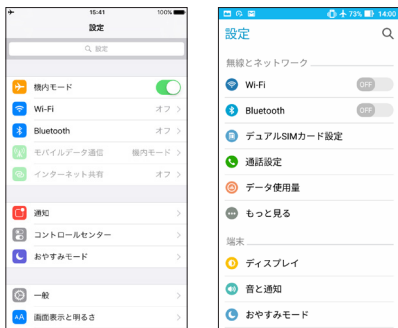 15:41
100%
設定
設定
機内モード
Wi-Fi
オフ
Bluetooth
オフ
モバイルデータ通信
機内モード
インターネット共有
オフ
通知
コントロールセンター
おやすみモード
一般
AA
画面表示と明るさ
73%
14:00
設定
無線とネットワーク
Wi-Fi
OFF
Bluetooth
OFF
デュアルSIMカード設定
通話設定
データ使用量
もっと見る
端末
ディスプレイ
音と通知
おやすみモード